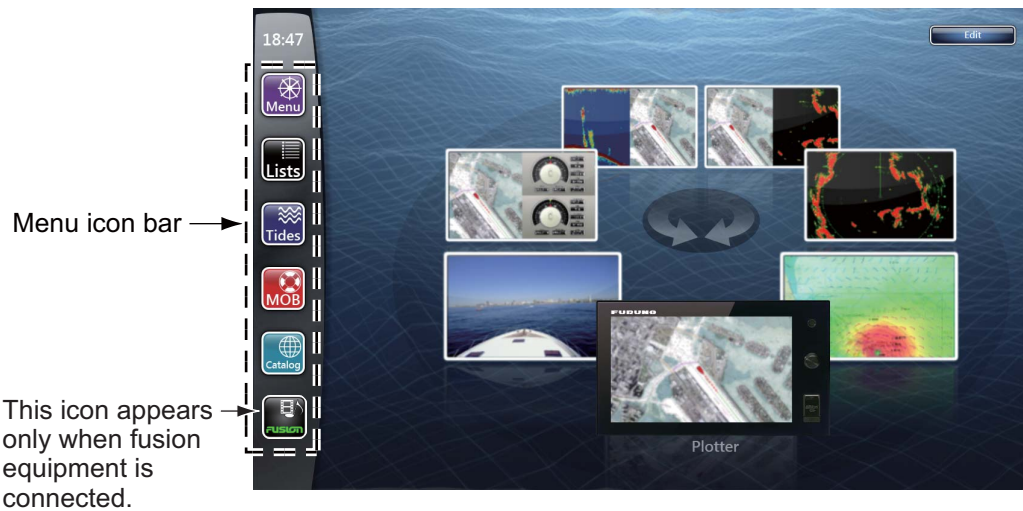 18:47
Edit
Menu
Lists
Menu icon bar
Tides
MOB
Catalog
This icon appears
only when fusion
equipment is
connected.
FUSION
FURUNO
Plotter